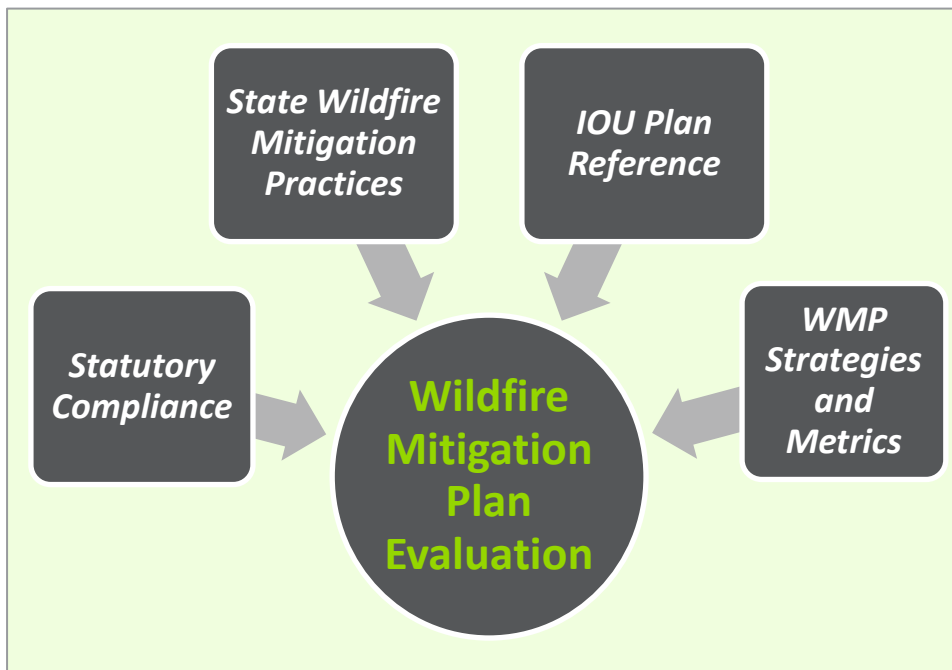 State Wildfire
Mitigation
Practices
IOU Plan
Reference
Statutory
Compliance
WMP
Strategies
and
Metrics
Wildfire
Mitigation
Plan
Evaluation